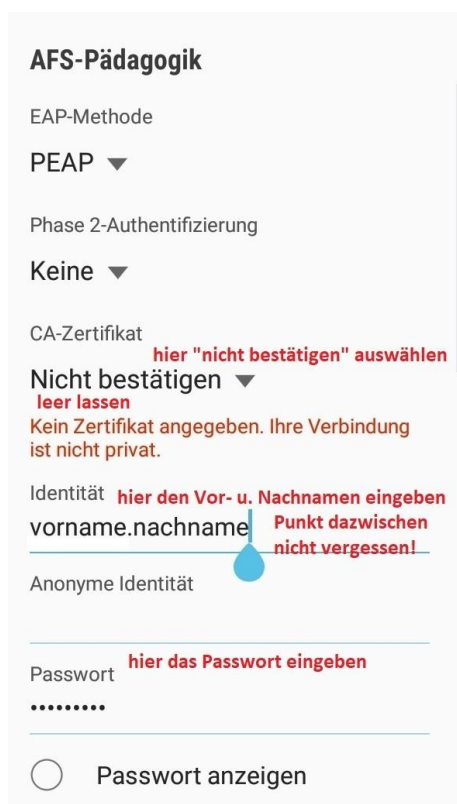 AFS-Pädagogik
EAP-Methode
PEAP
Phase 2-Authentifizierung
Keine
CA-Zertifikat
hier "nicht bestätigen" auswählen
Nicht bestätigen
leer lassen
Kein Zertifikat angegeben. Ihre Verbindung
ist nicht privat.
Identität hier den Vor- u. Nachnamen eingeben
vorname.nachname Punkt dazwischen
nicht vergessen!
Anonyme Identität
Passwort hier das Passwort eingeben
•••••••••
Passwort anzeigen